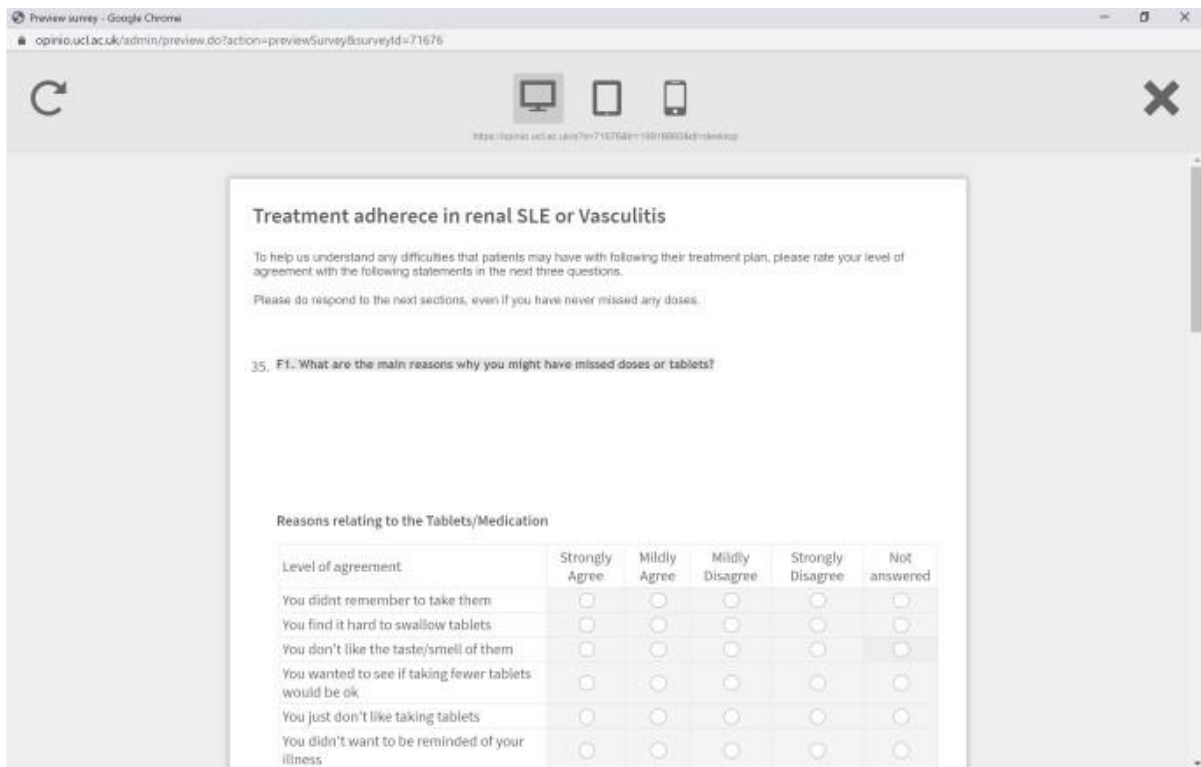 Preview survey - Google Chrome
opinio.ucl.ac.uk/admin/preview.do?action=previewSurvey&surveyId=71676
Treatment adherece in renal SLE or Vasculitis
To help us understand any difficulties that patients may have with following their treatment plan, please rate your level of
agreement with the following statements in the next three questions.
Please do respond to the next sections, even if you have never missed any doses.
35. F1. What are the main reasons why you might have missed doses or tablets?
Reasons relating to the Tablets/Medication
Level of agreement Strongly Agree Mildly Agree Mildly Disagree Strongly Disagree Not answered
You didnt remember to take them
You find it hard to swallow tablets
You don't like the taste/smell of them
You wanted to see if taking fewer tablets
would be ok
You just don't like taking tablets
You didn't want to be reminded of your
illness